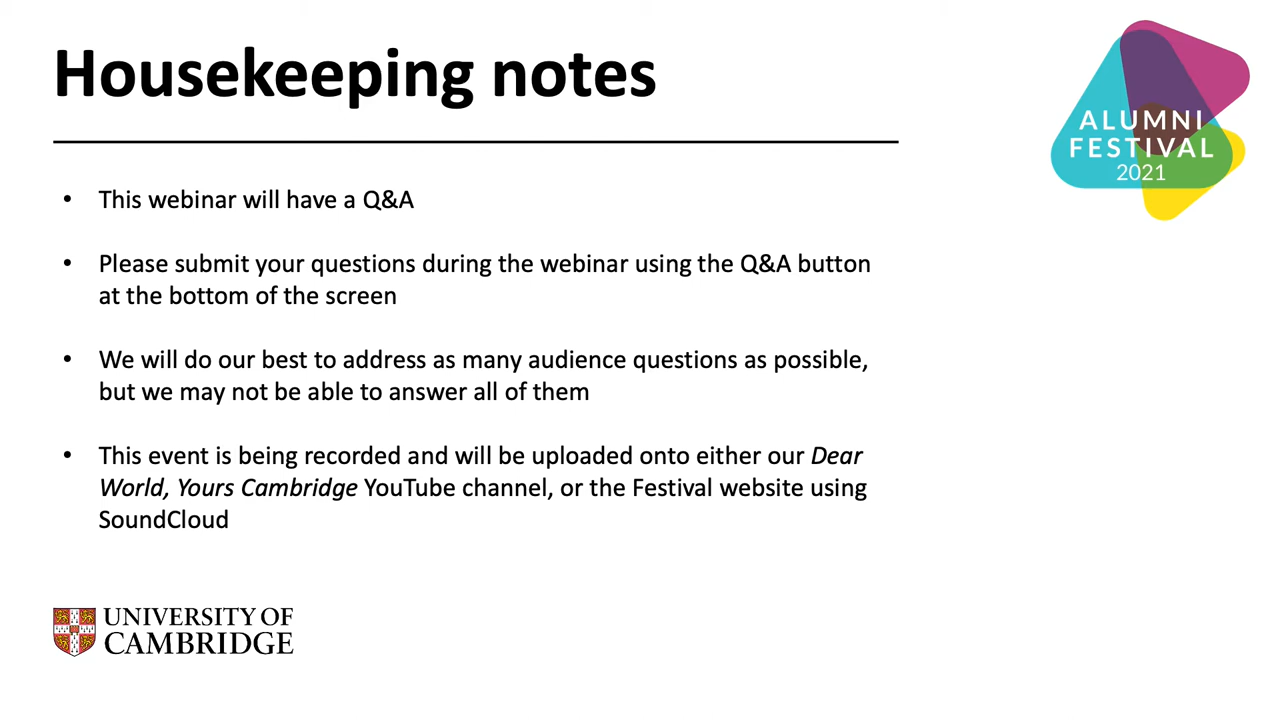 Housekeeping notes
ALUMNI
FESTIVAL
2021
• This webinar will have a Q&A
• Please submit your questions during the webinar using the Q&A button
at the bottom of the screen
• We will do our best to address as many audience questions as possible,
but we may not be able to answer all of them
• This event is being recorded and will be uploaded onto either our Dear
World, Yours Cambridge YouTube channel, or the Festival website using
SoundCloud
UNIVERSITY OF
CAMBRIDGE